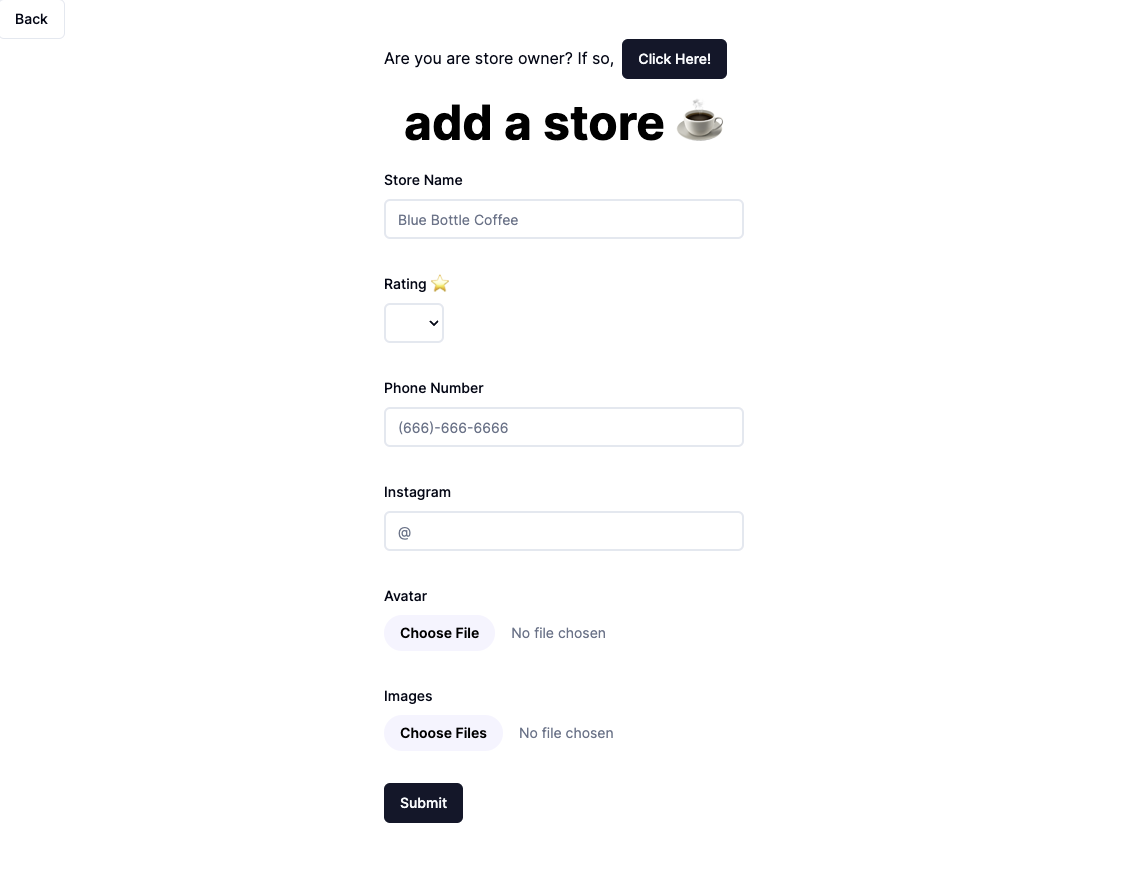 Back
Are you are store owner? If so, Click Here!
add a store ☕
Store Name
Blue Bottle Coffee
Rating ⭐
Phone Number
(666)-666-6666
Instagram
@
Avatar
Choose File No file chosen
Images
Choose Files No file chosen
Submit